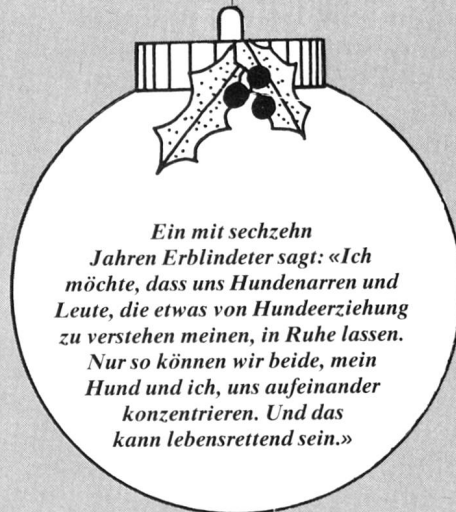 Ein mit sechzehn
Jahren Erblindeter sagt: «Ich
möchte, dass uns Hundenarren und
Leute, die etwas von Hundeerziehung
zu verstehen meinen, in Ruhe lassen.
Nur so können wir beide, mein
Hund und ich, uns aufeinander
konzentrieren. Und das
kann lebensrettend sein.»